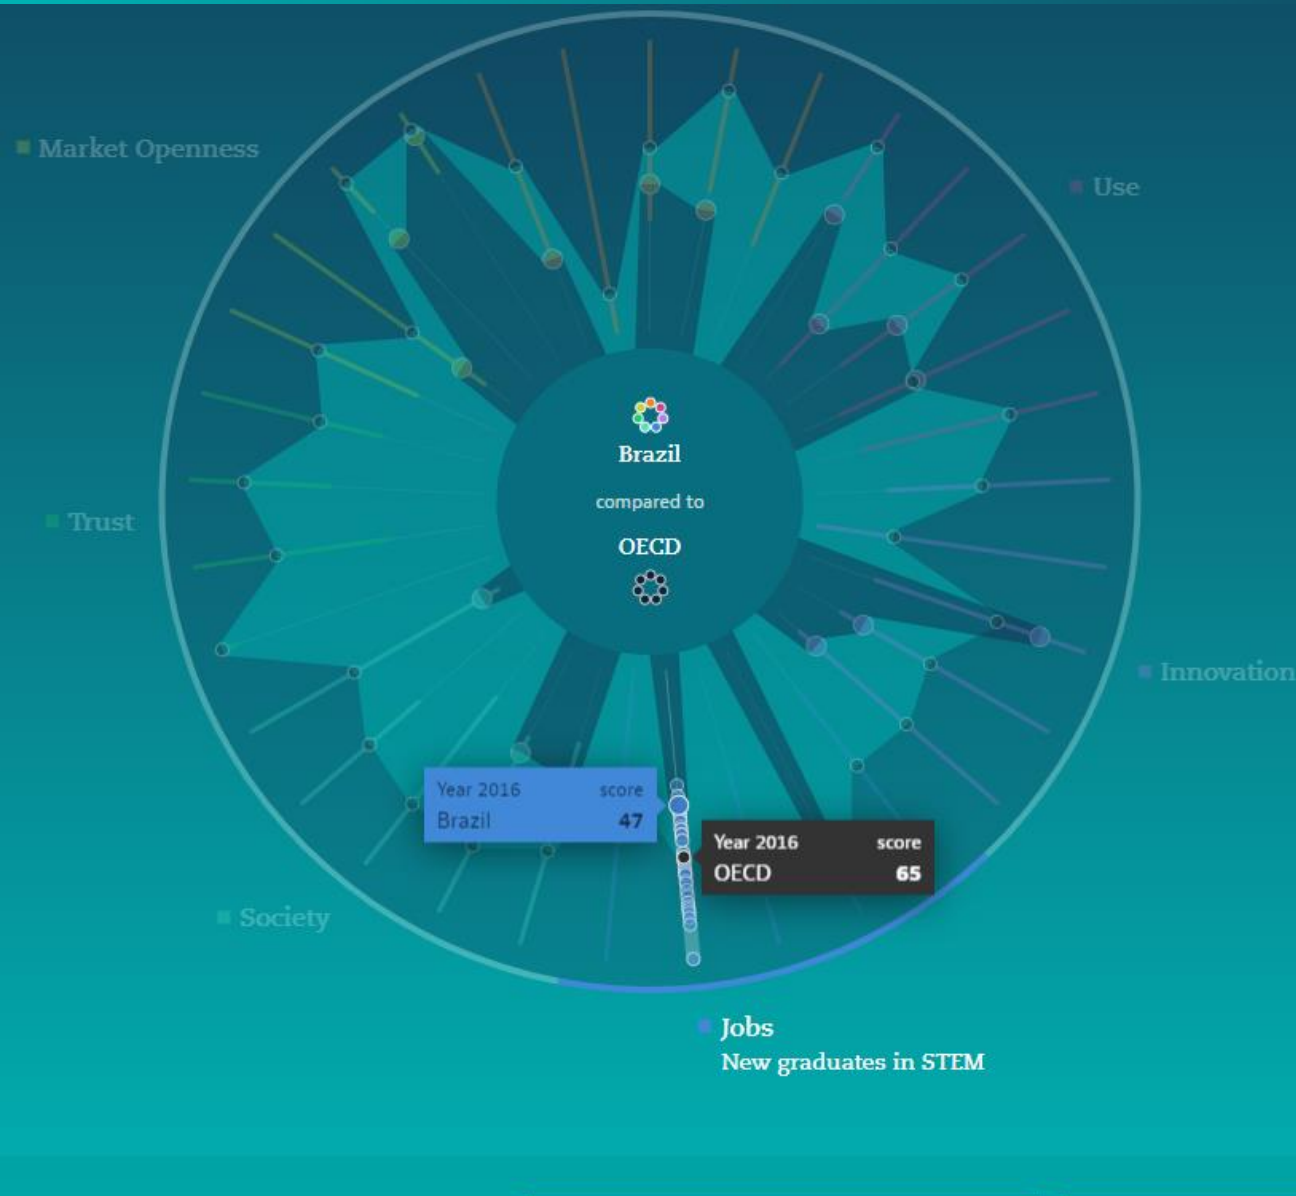 Market Openness
Use
Brazil
compared to
OECD
Trust
Innovation
Year 2016 score
Brazil 47
Year 2016 score
OECD 65
Society
Jobs
New graduates in STEM